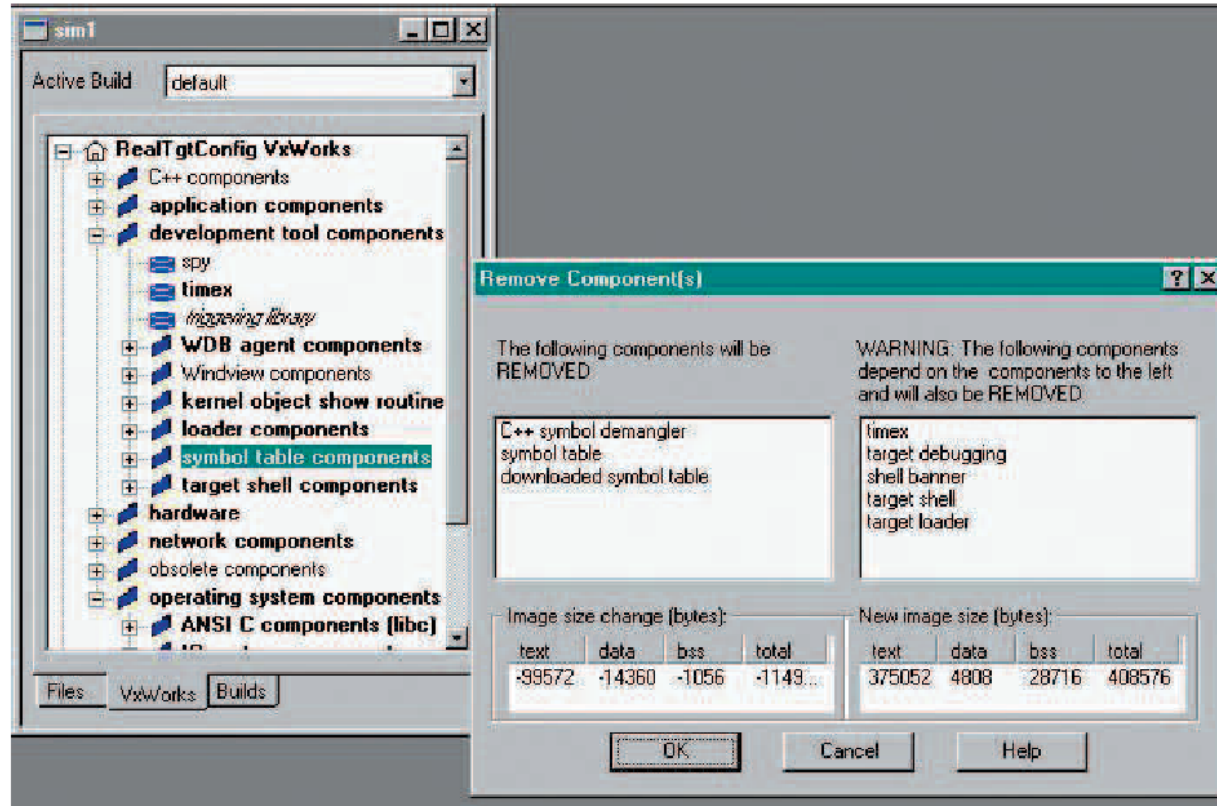 sim1
Active Build default
RealTgtConfig VxWorks
C++ components
application components
development tool components
spy
timex
triggering library
WDB agent components
Windview components
kernel object show routine
loader components
symbol table components
target shell components
hardware
network components
obsolete components
operating system components
ANSI C components (libc)
Files VxWorks Builds
Remove Component(s)
The following components will be
REMOVED
C++ symbol demangler
symbol table
downloaded symbol table
WARNING: The following components
depend on the components to the left
and will also be REMOVED
timex
target debugging
shell banner
target shell
target loader
Image size change (bytes):
text data bss total
-99572 -14360 -1056 -1149...
New image size (bytes):
text data bss total
375052 4808 28716 408576
OK Cancel Help